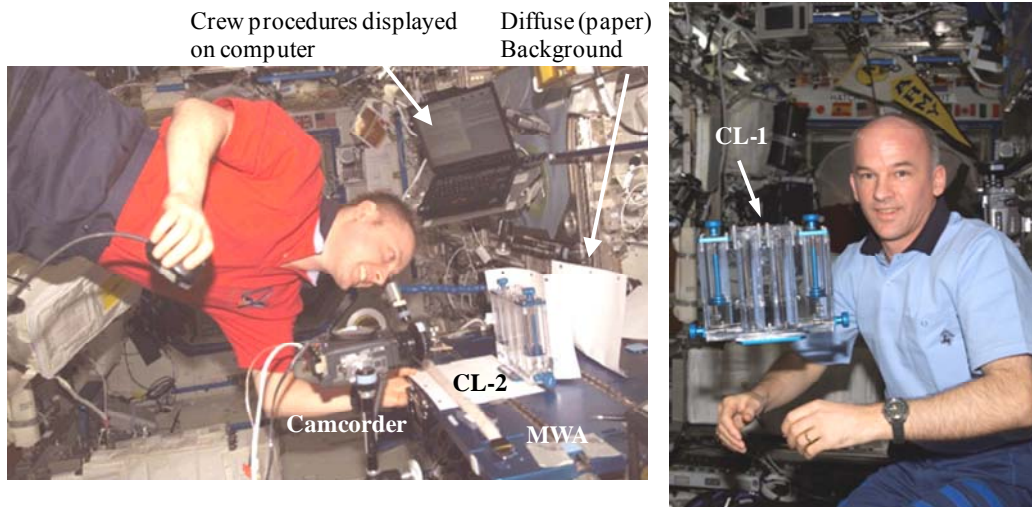 Crew procedures displayed
on computer
Diffuse (paper)
Background
CL-1
CL-2
Camcorder
MWA